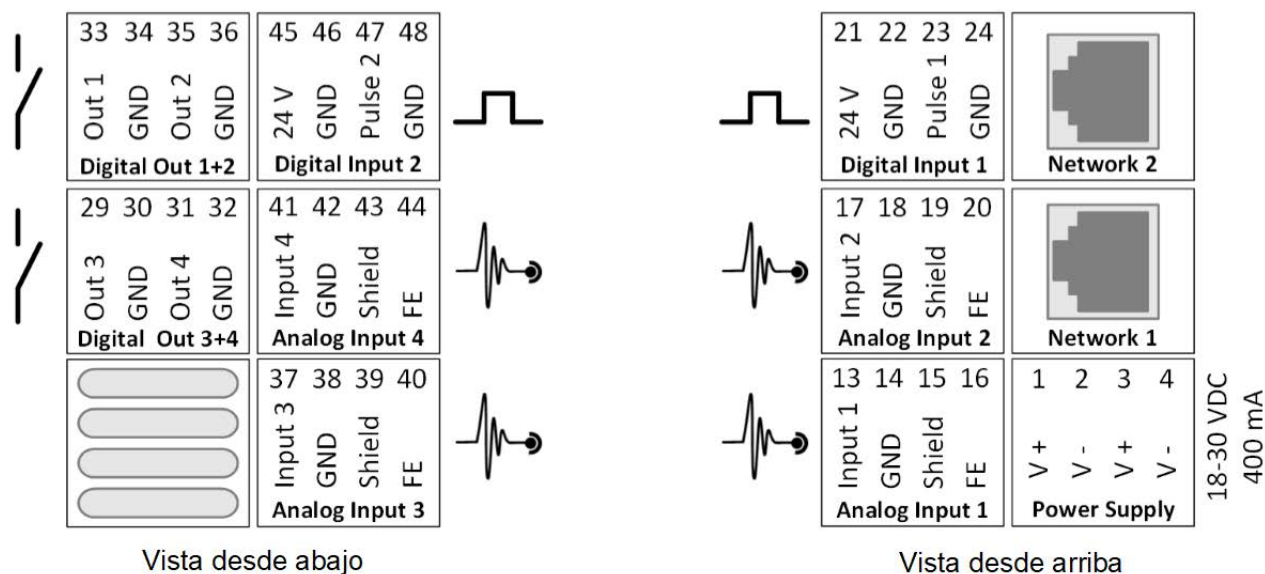 33 34 35 36
Out 1 GND Out 2 GND
Digital Out 1+2
45 46 47 48
24 V GND Pulse 2 GND
Digital Input 2
29 30 31 32
Out 3 GND Out 4 GND
Digital Out 3+4
41 42 43 44
Input 4 GND Shield FE
Analog Input 4
37 38 39 40
Input 3 GND Shield FE
Analog Input 3
Vista desde abajo
21 22 23 24
24 V GND Pulse 1 GND
Digital Input 1
Network 2
17 18 19 20
Input 2 GND Shield FE
Analog Input 2
Network 1
13 14 15 16
Input 1 GND Shield FE
Analog Input 1
1 2 3 4
V + V - V + V -
Power Supply
18-30 VDC
400 mA
Vista desde arriba